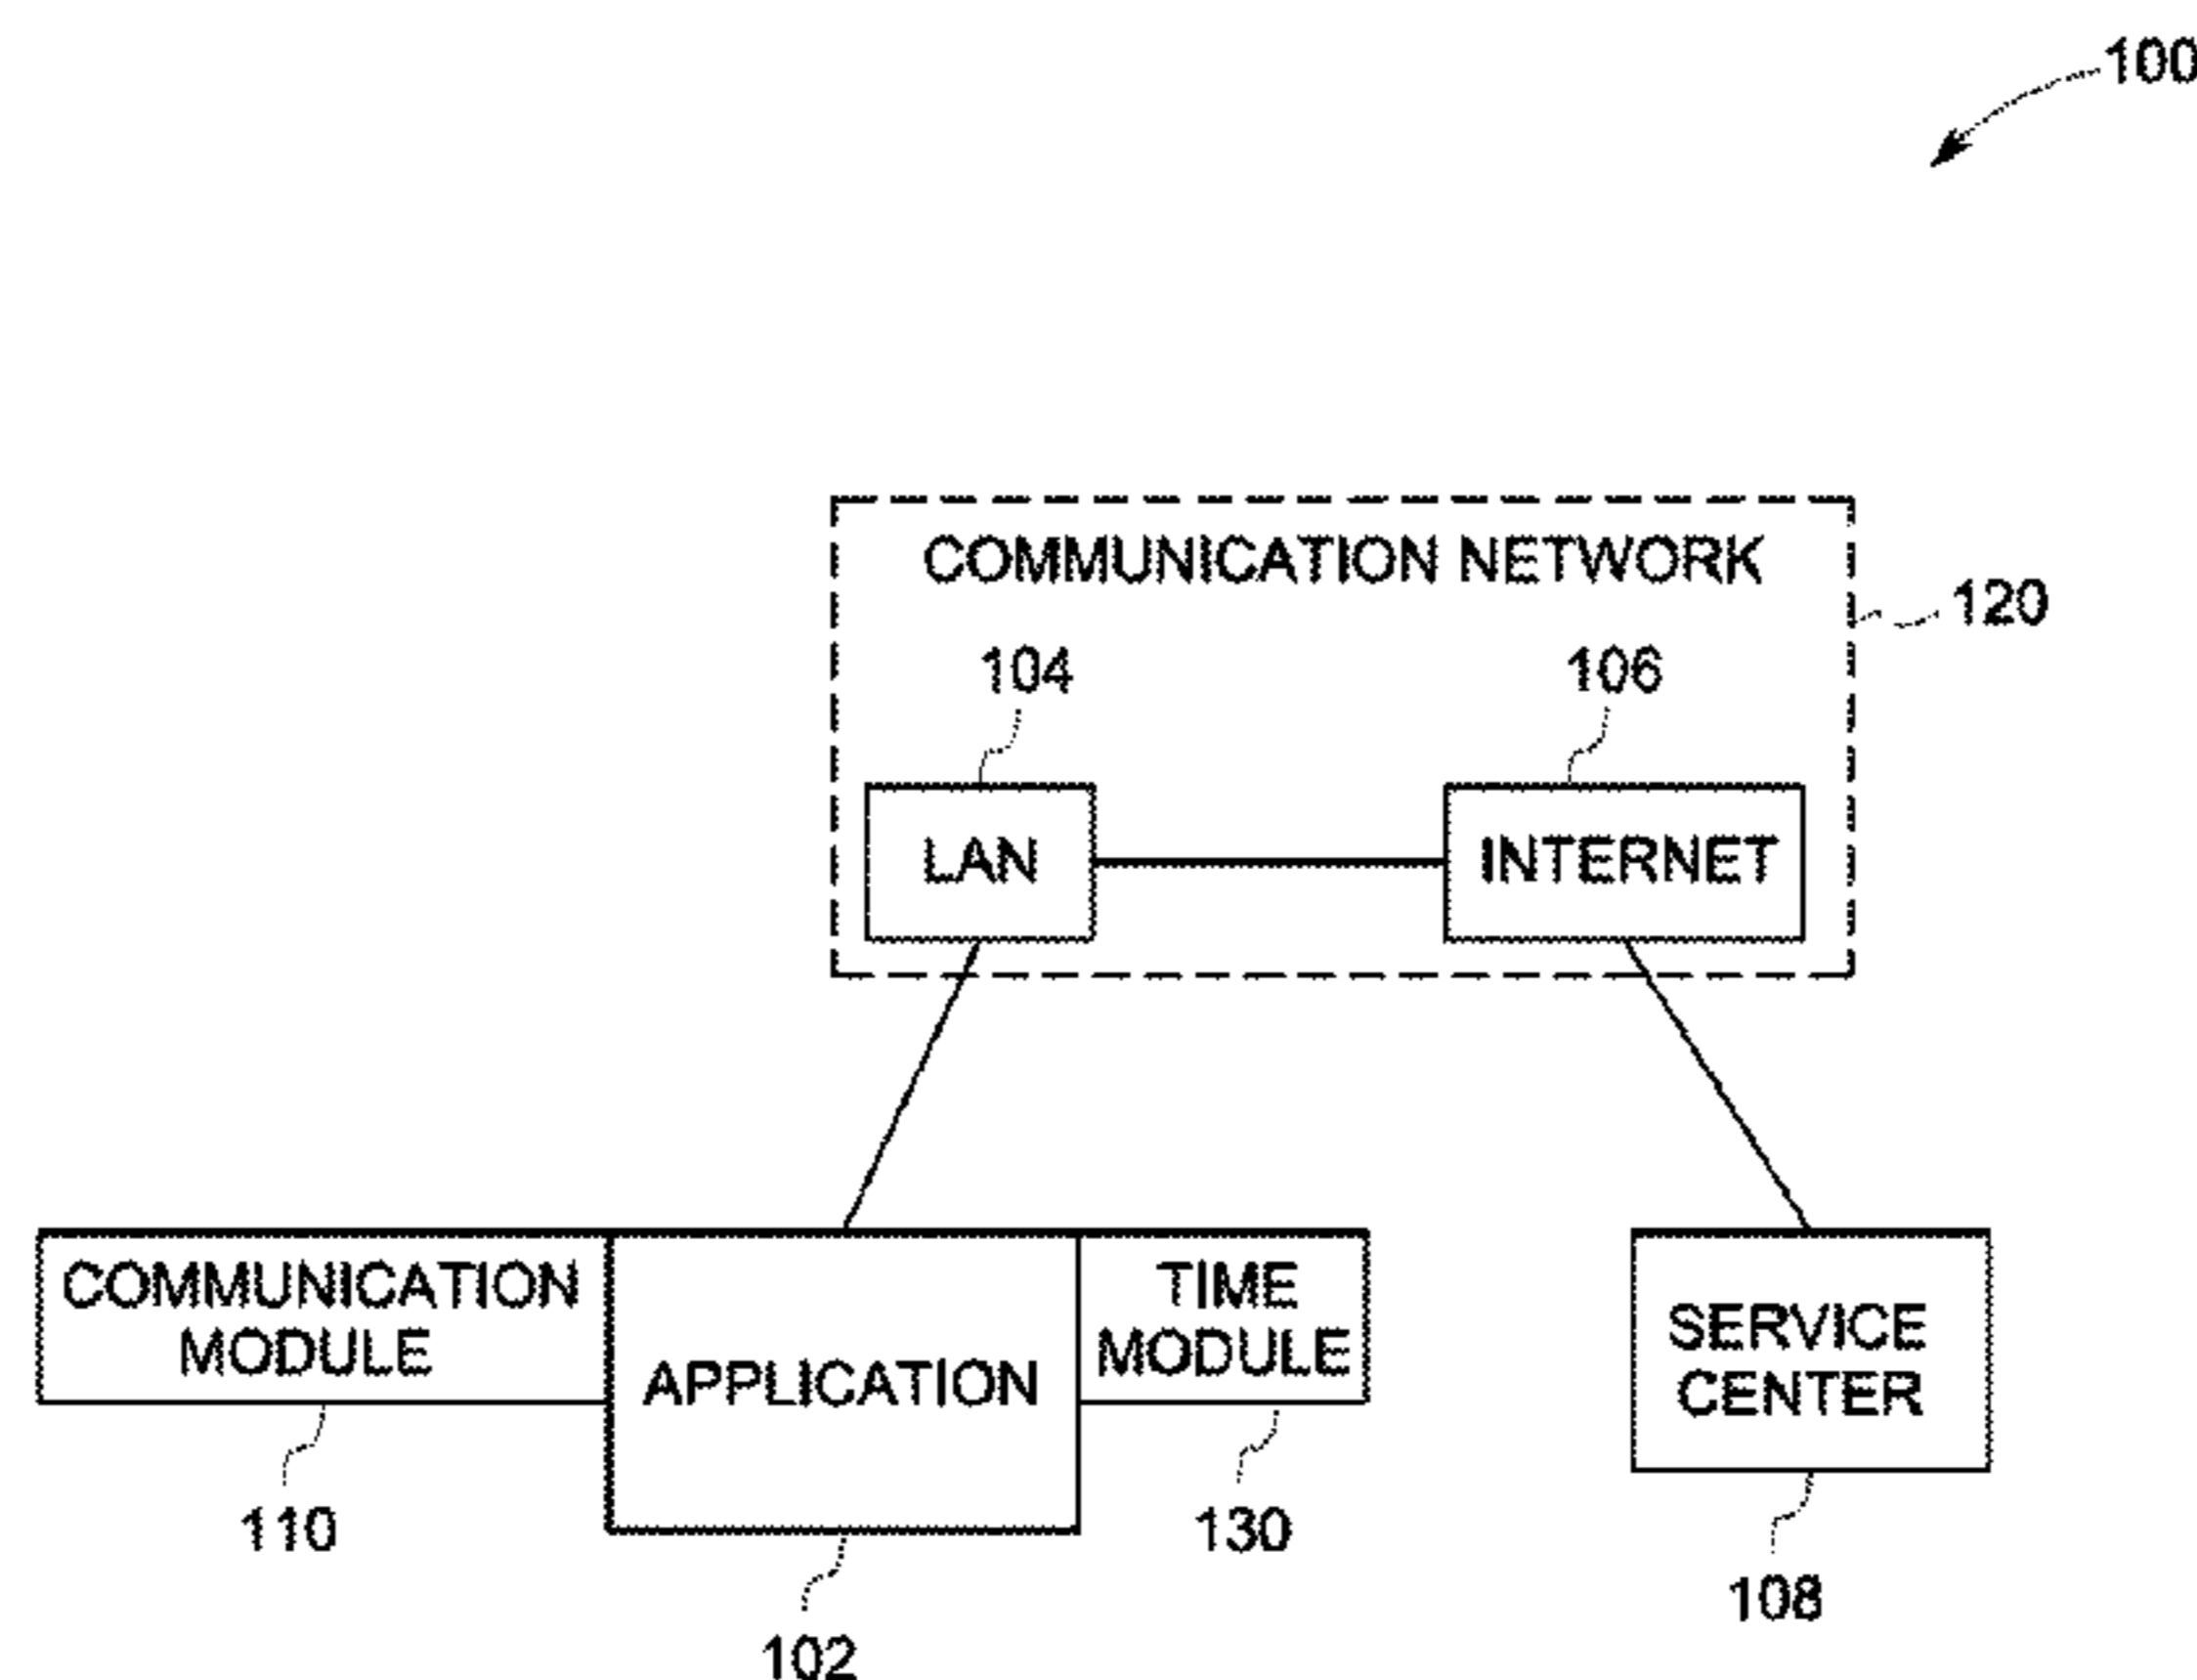 100
COMMUNICATION NETWORK
120
104
106
LAN
INTERNET
COMMUNICATION
MODULE
APPLICATION
TIME
MODULE
SERVICE
CENTER
110
102
130
108